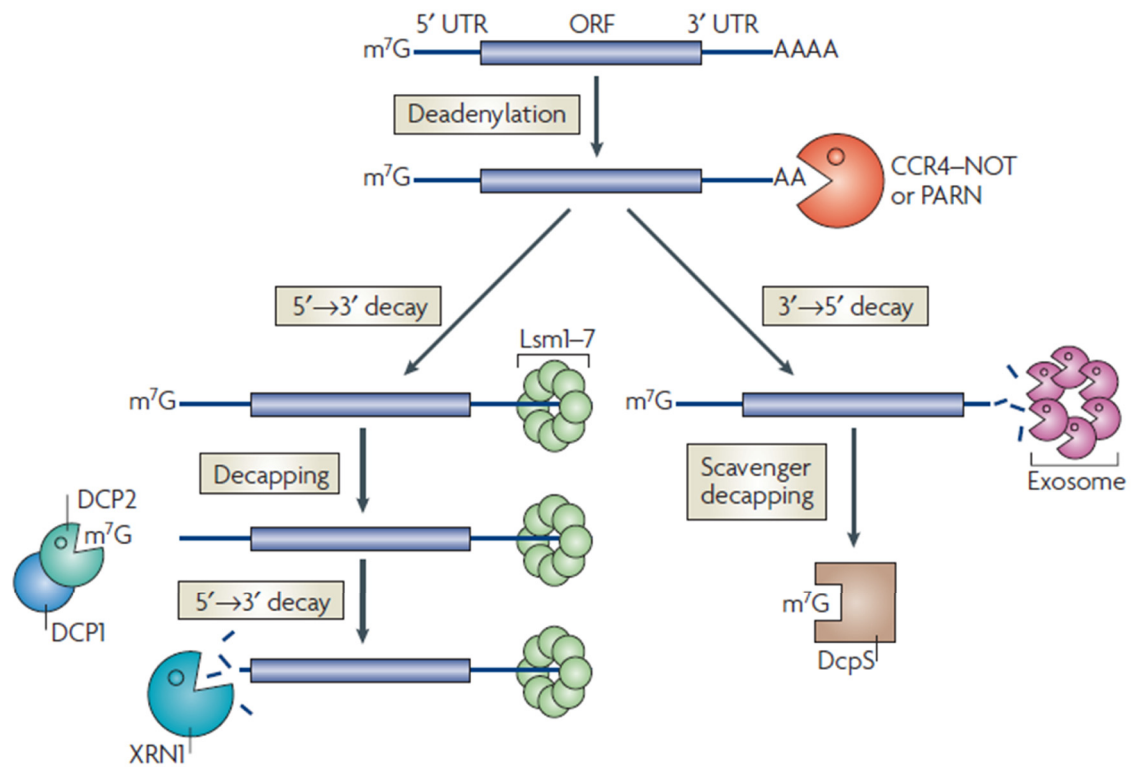 5′ UTR ORF 3′ UTR
m⁷G AAAA
Deadenylation
m⁷G AA
CCR4–NOT
or PARN
5′→3′ decay
3′→5′ decay
Lsm1–7
m⁷G
m⁷G
Exosome
Decapping
Scavenger
decapping
DCP2
m⁷G
DCP1
5′→3′ decay
m⁷G
DcpS
XRN1